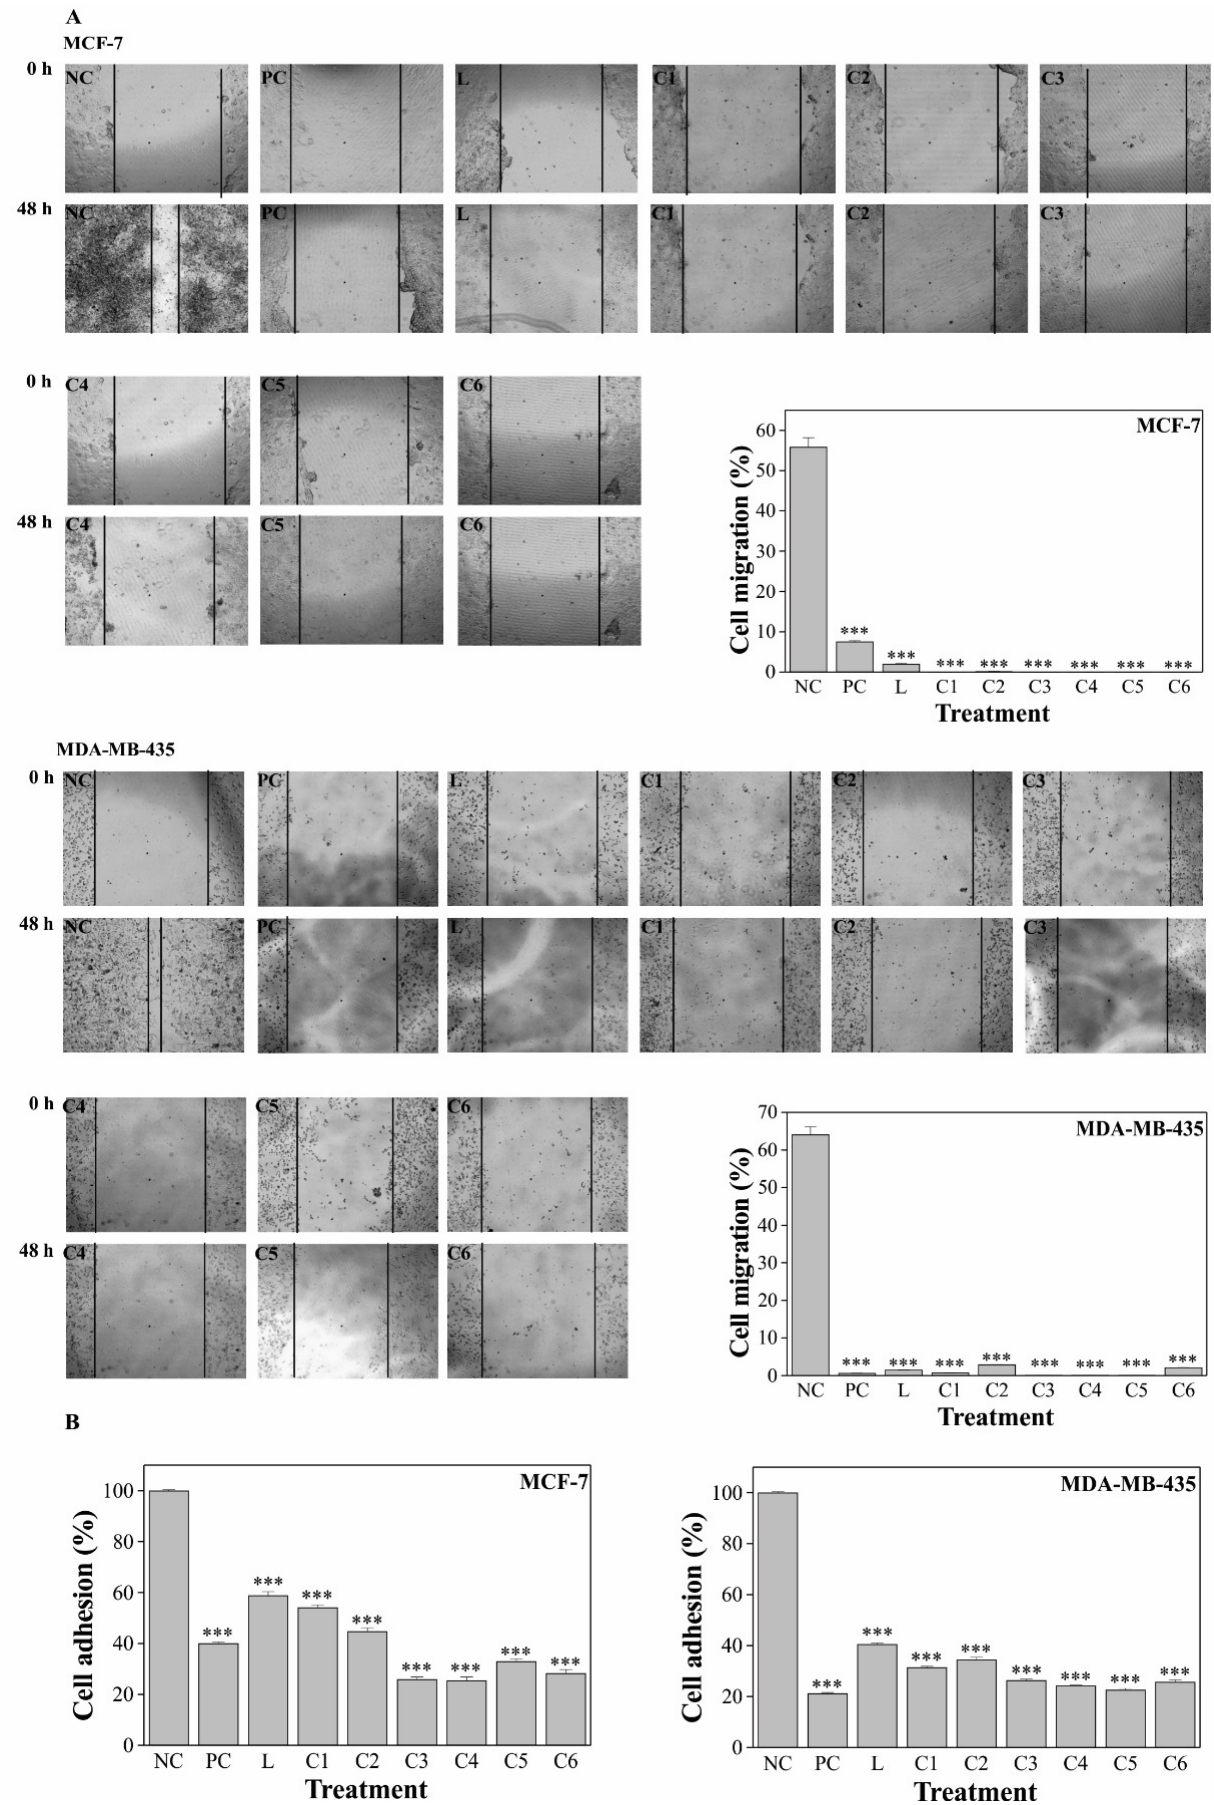 A
MCF-7
0 h
NC PC L C1 C2 C3
48 h
NC PC L C1 C2 C3
0 h
C4 C5 C6
48 h
C4 C5 C6
MCF-7
Cell migration (%)
60
50
40
30
20
10
0
*** *** *** *** *** *** *** ***
NC PC L C1 C2 C3 C4 C5 C6
Treatment
MDA-MB-435
0 h
NC PC L C1 C2 C3
48 h
NC PC L C1 C2 C3
0 h
C4 C5 C6
48 h
C4 C5 C6
MDA-MB-435
Cell migration (%)
70
60
50
40
30
20
10
0
*** *** *** *** *** *** *** ***
NC PC L C1 C2 C3 C4 C5 C6
Treatment
B
MCF-7
Cell adhesion (%)
100
80
60
40
20
0
*** *** *** *** *** *** *** ***
NC PC L C1 C2 C3 C4 C5 C6
Treatment
MDA-MB-435
Cell adhesion (%)
100
80
60
40
20
0
*** *** *** *** *** *** *** ***
NC PC L C1 C2 C3 C4 C5 C6
Treatment